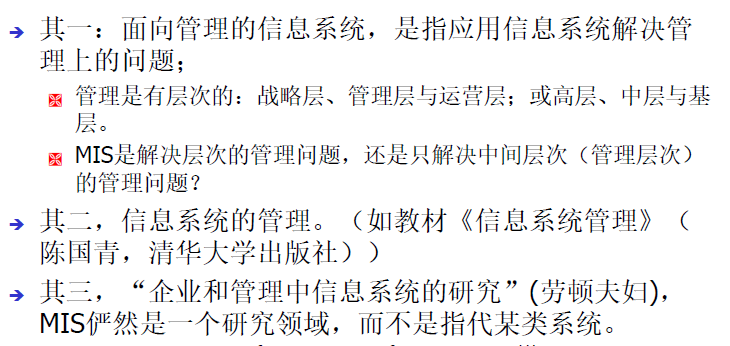 其一：面向管理的信息系统，是指应用信息系统解决管
理上的问题；
管理是有层次的：战略层、管理层与运营层；或高层、中层与基
层。
MIS是解决层次的管理问题，还是只解决中间层次（管理层次）
的管理问题？
其二，信息系统的管理。（如教材《信息系统管理》（
陈国青，清华大学出版社））
其三，“企业和管理中信息系统的研究”(劳顿夫妇)，
MIS俨然是一个研究领域，而不是指代某类系统。